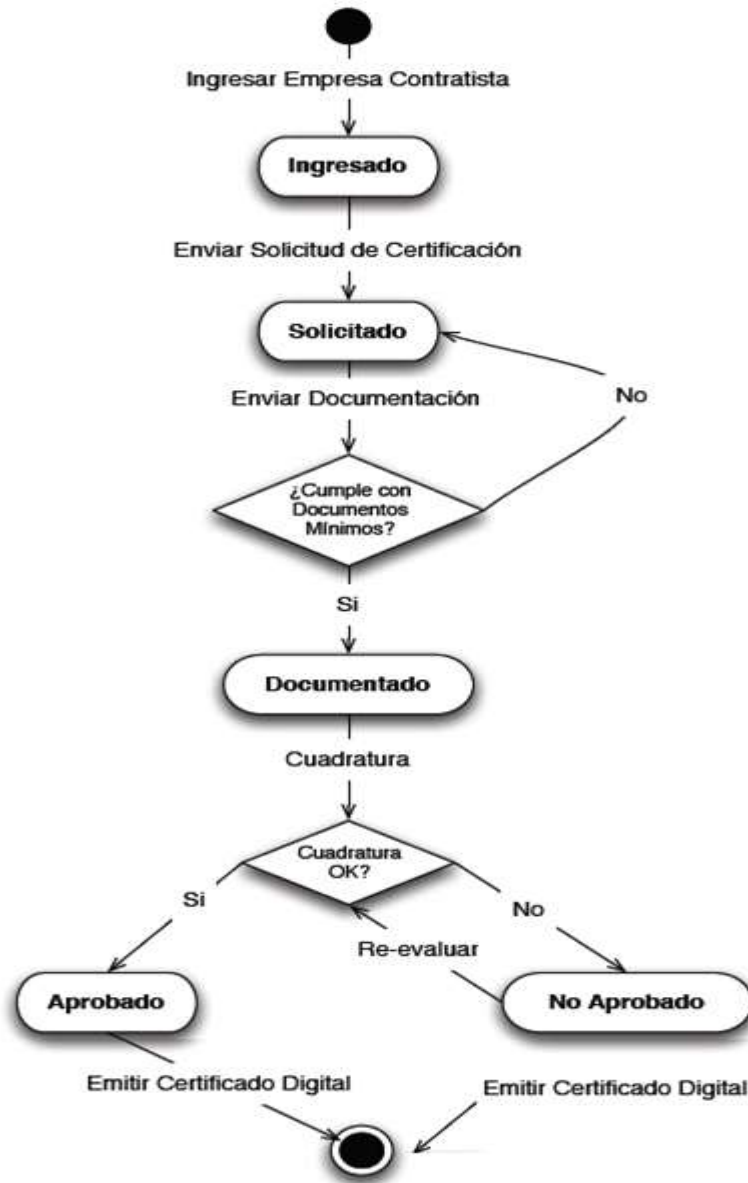 Ingresar Empresa Contratista
Ingresado
Enviar Solicitud de Certificación
Solicitado
Enviar Documentación
No
¿Cumple con
Documentos
Mínimos?
Si
Documentado
Cuadratura
Cuadratura
OK?
Si
No
Re-evaluar
Aprobado
No Aprobado
Emitir Certificado Digital
Emitir Certificado Digital